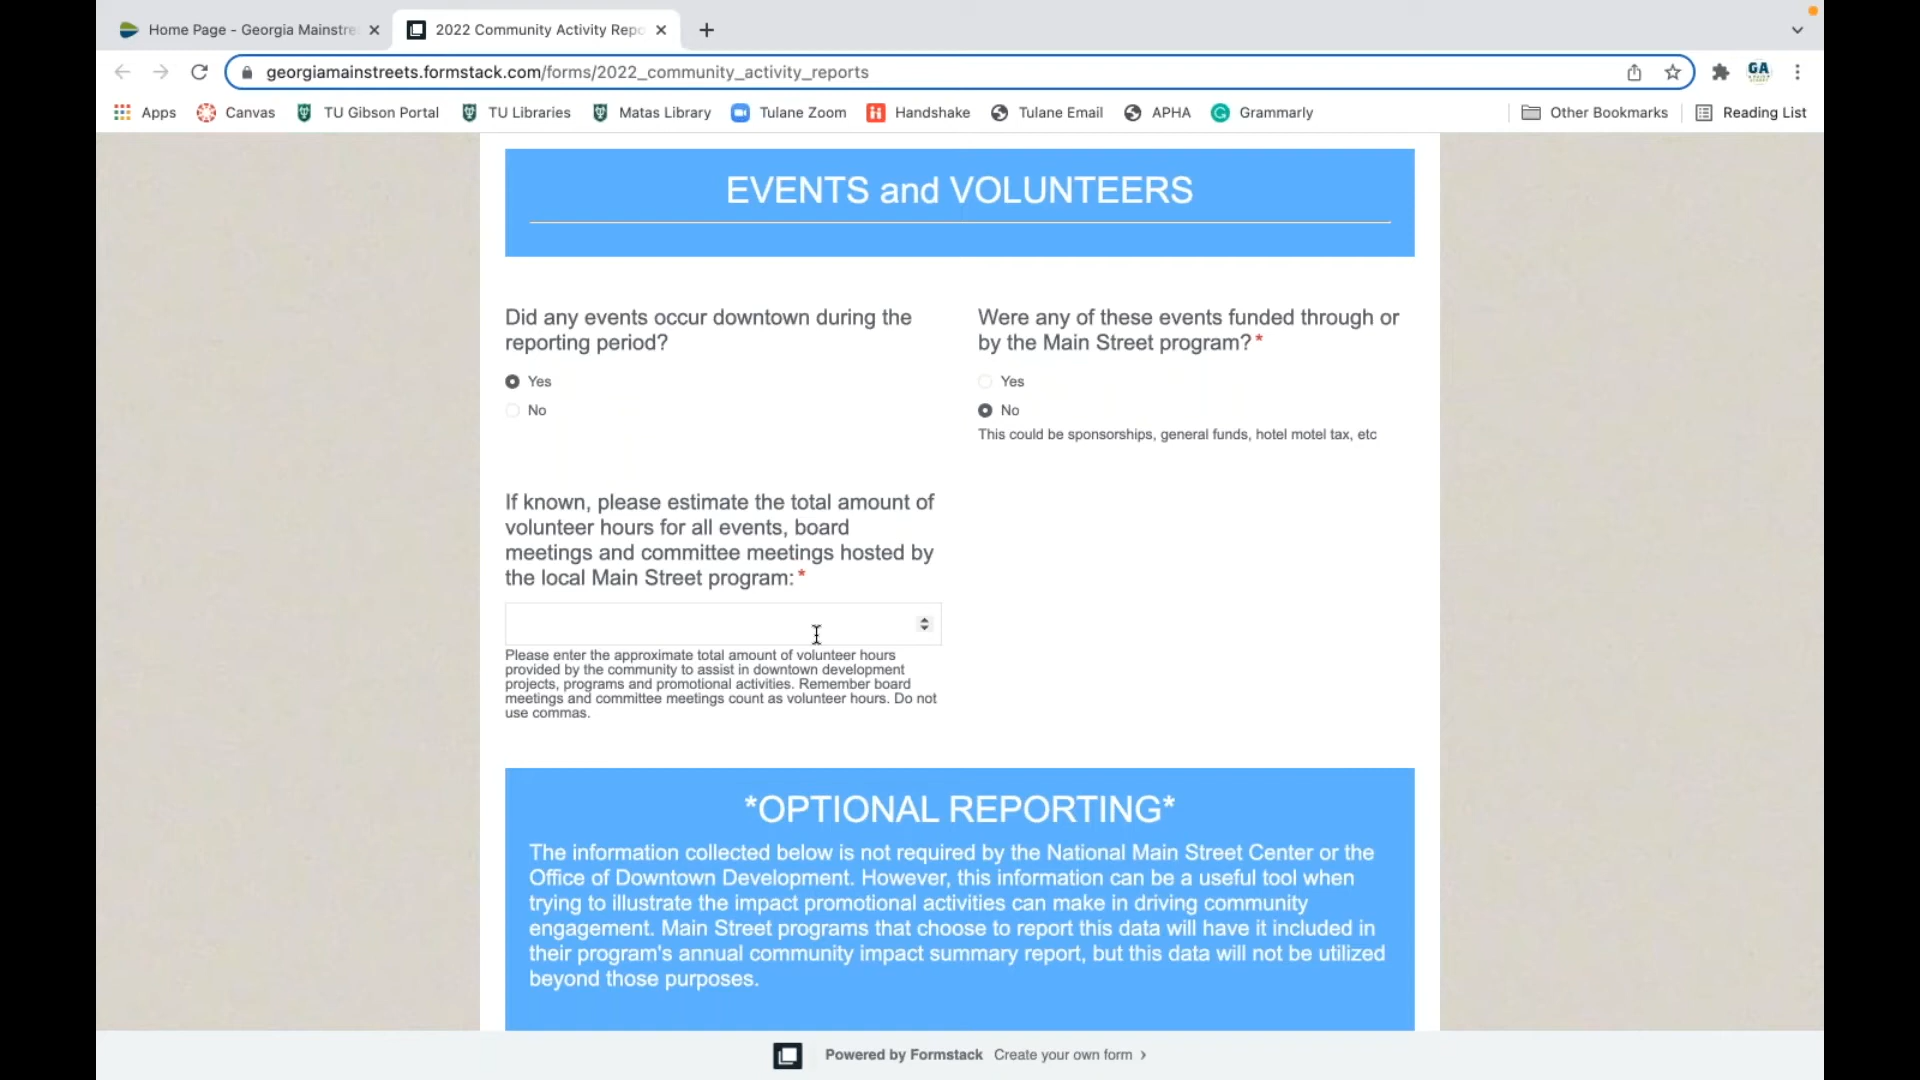 Home Page - Georgia Mainstre
2022 Community Activity Repo
georgiamainstreets.formstack.com/forms/2022_community_activity_reports
GA
Apps
Canvas
TU Gibson Portal
TU Libraries
Matas Library
Tulane Zoom
Handshake
Tulane Email
APHA
Grammarly
Other Bookmarks
Reading List
EVENTS and VOLUNTEERS
Did any events occur downtown during the
reporting period?
Yes
No
Were any of these events funded through or
by the Main Street program?*
Yes
No
This could be sponsorships, general funds, hotel motel tax, etc
If known, please estimate the total amount of
volunteer hours for all events, board
meetings and committee meetings hosted by
the local Main Street program:*
Please enter the approximate total amount of volunteer hours
provided by the community to assist in downtown development
projects, programs and promotional activities. Remember board
meetings and committee meetings count as volunteer hours. Do not
use commas.
*OPTIONAL REPORTING*
The information collected below is not required by the National Main Street Center or the
Office of Downtown Development. However, this information can be a useful tool when
trying to illustrate the impact promotional activities can make in driving community
engagement. Main Street programs that choose to report this data will have it included in
their program's annual community impact summary report, but this data will not be utilized
beyond those purposes.
Powered by Formstack Create your own form ›